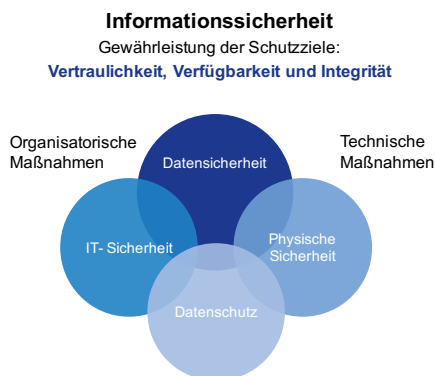 Informationssicherheit
Gewährleistung der Schutzziele:
Vertraulichkeit, Verfügbarkeit und Integrität
Organisatorische
Maßnahmen
Technische
Maßnahmen
Datensicherheit
IT- Sicherheit
Physische
Sicherheit
Datenschutz